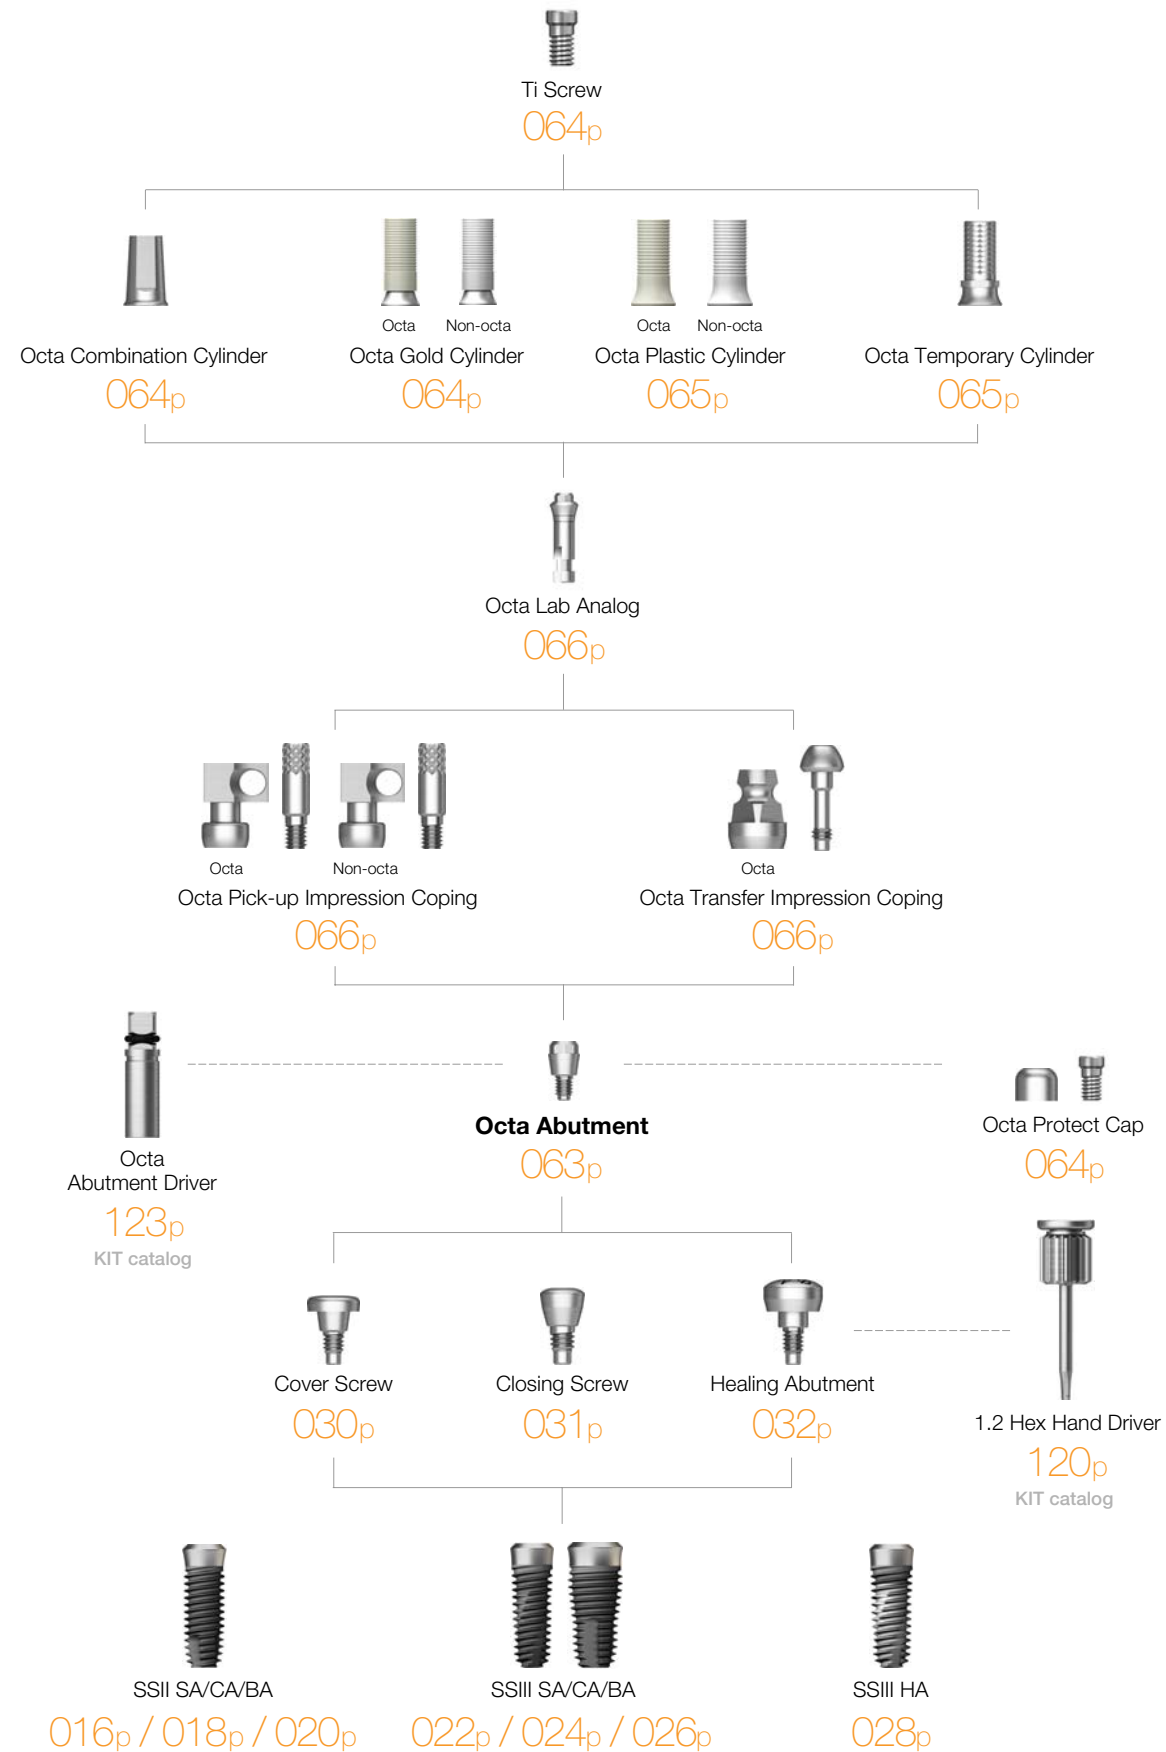 Ti Screw
064p
Octa Non-octa
Octa Non-octa
Octa Combination Cylinder
Octa Gold Cylinder
Octa Plastic Cylinder
Octa Temporary Cylinder
064p
064p
065p
065p
Octa Lab Analog
066p
Octa
Non-octa
Octa
Octa Pick-up Impression Coping
Octa Transfer Impression Coping
066p
066p
Octa
Abutment Driver
123p
KIT catalog
Octa Abutment
063p
Octa Protect Cap
064p
Cover Screw
Closing Screw
Healing Abutment
030p
031p
032p
1.2 Hex Hand Driver
120p
KIT catalog
SSII SA/CA/BA
SSIII SA/CA/BA
SSIII HA
016p / 018p / 020p
022p / 024p / 026p
028p